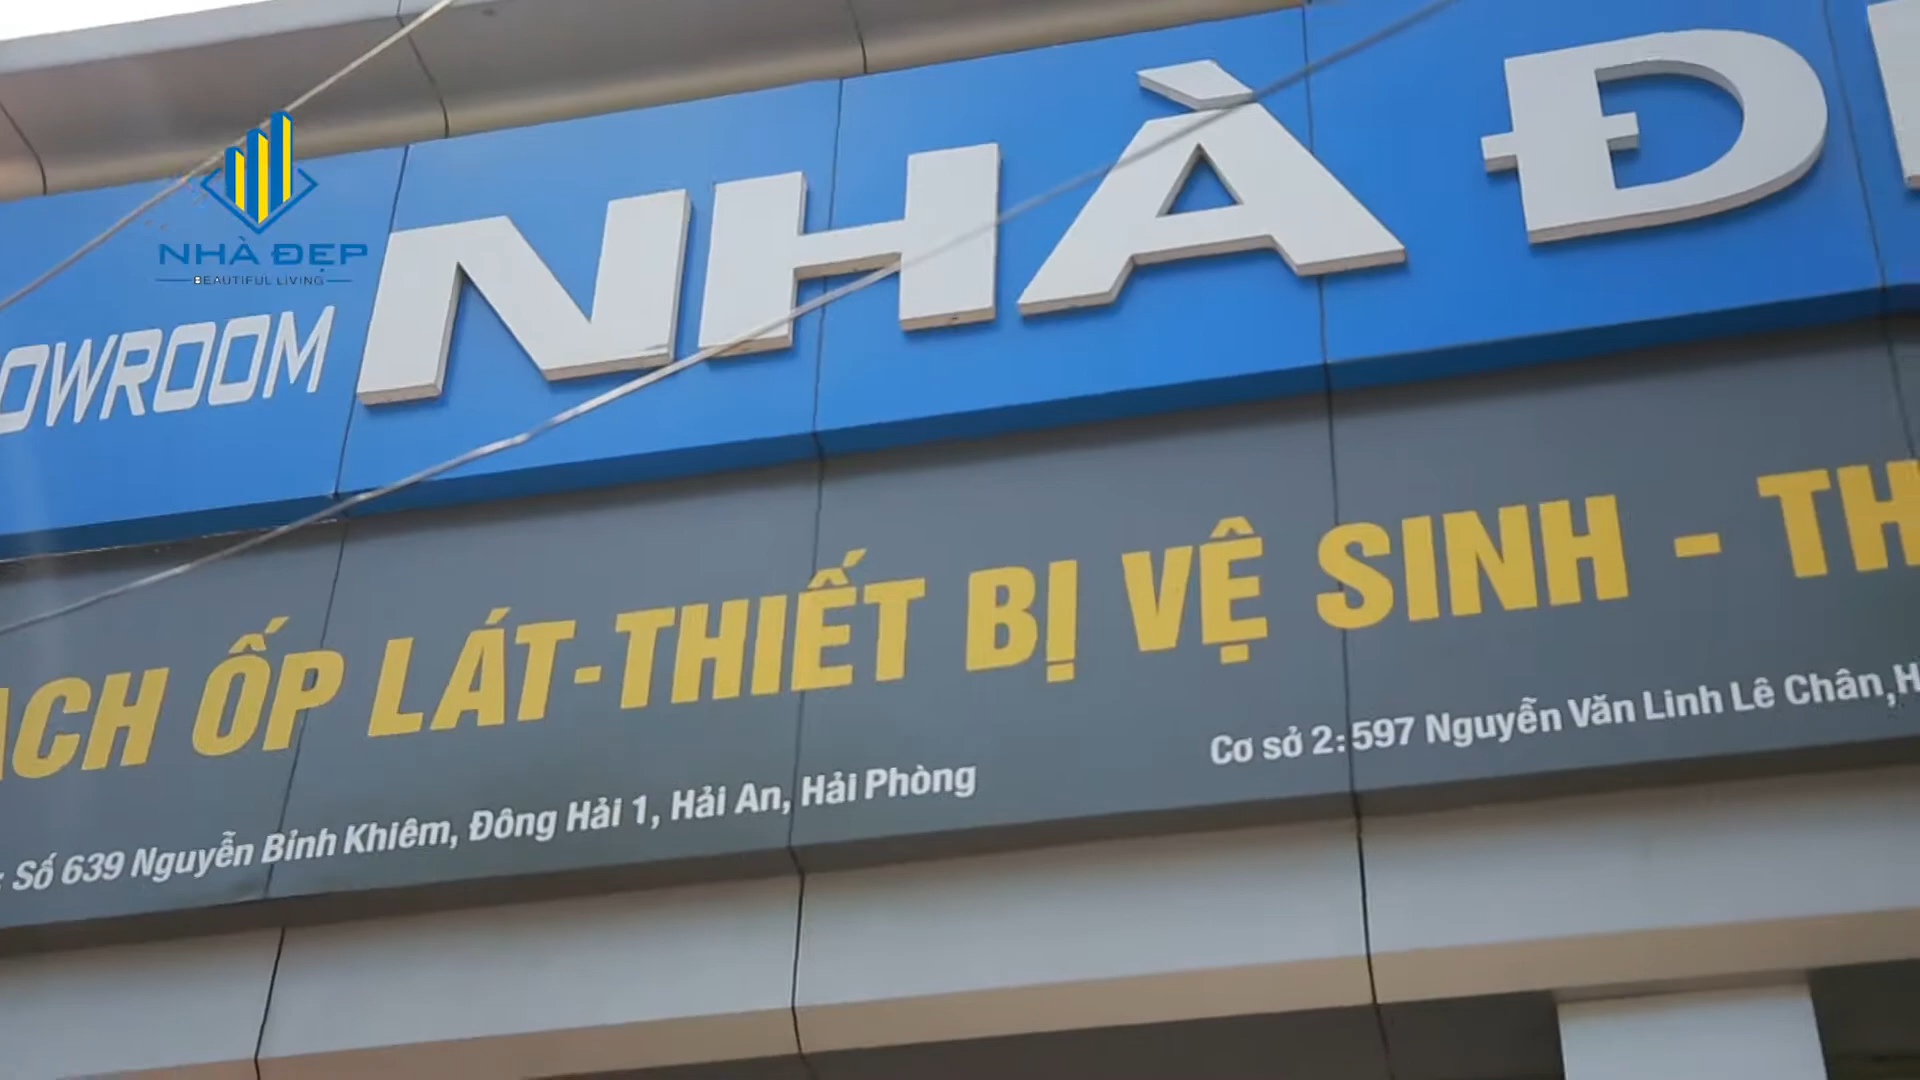 NHÀ ĐẸP
BEAUTIFUL LIVING
OWROOM NHÀ Đ
ACH ỐP LÁT-THIẾT BỊ VỆ SINH - TH
: Số 639 Nguyễn Bỉnh Khiêm, Đông Hải 1, Hải An, Hải Phòng
Cơ sở 2: 597 Nguyễn Văn Linh Lê Chân, H